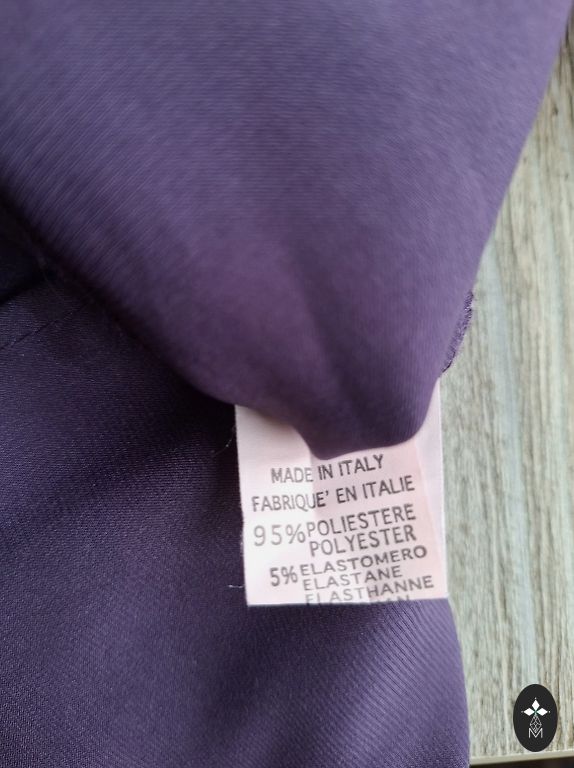 MADE IN ITALY
FABRIQUE' EN ITALIE
95% POLIESTERE
POLYESTER
5% ELASTOMERO
ELASTANE
ELASTHANNE
M